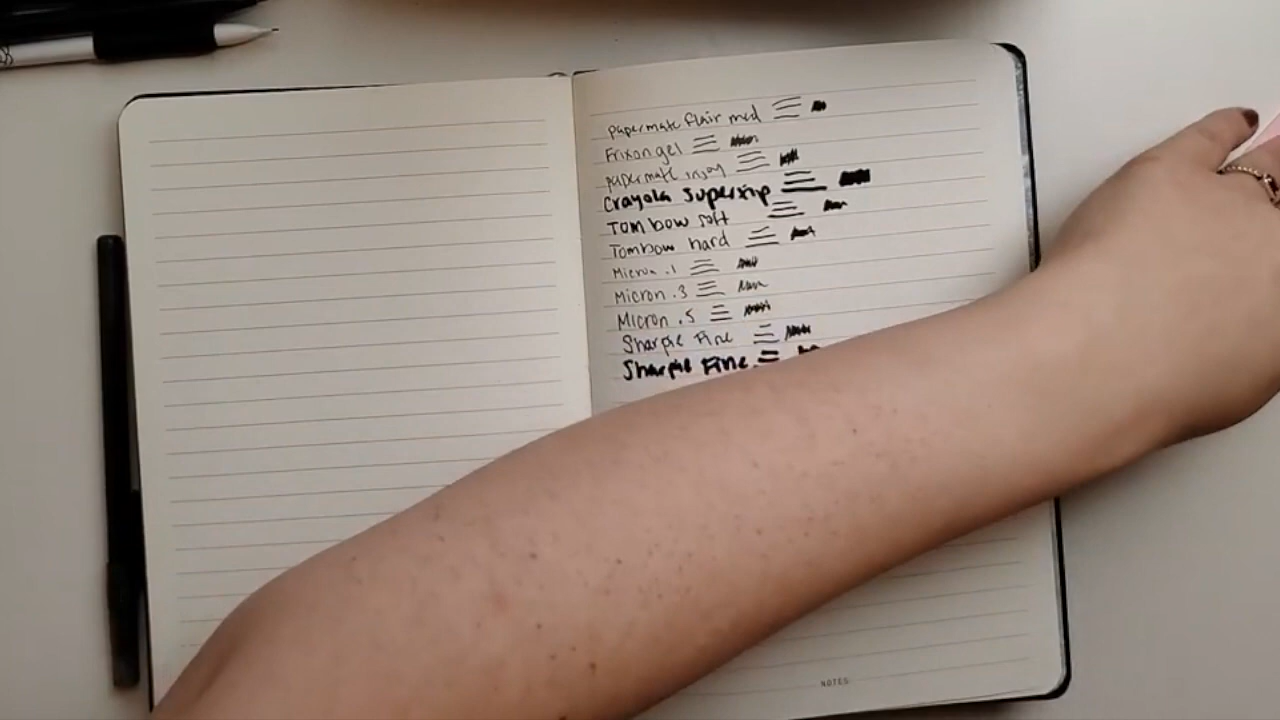 papermate flair med
Frixon gel
papermate injoy
Crayola Supertip
Tombow soft
Tombow hard
Micron .1
Micron .3
Micron .5
Sharpie Fine
Sharpie Fine
NOTES